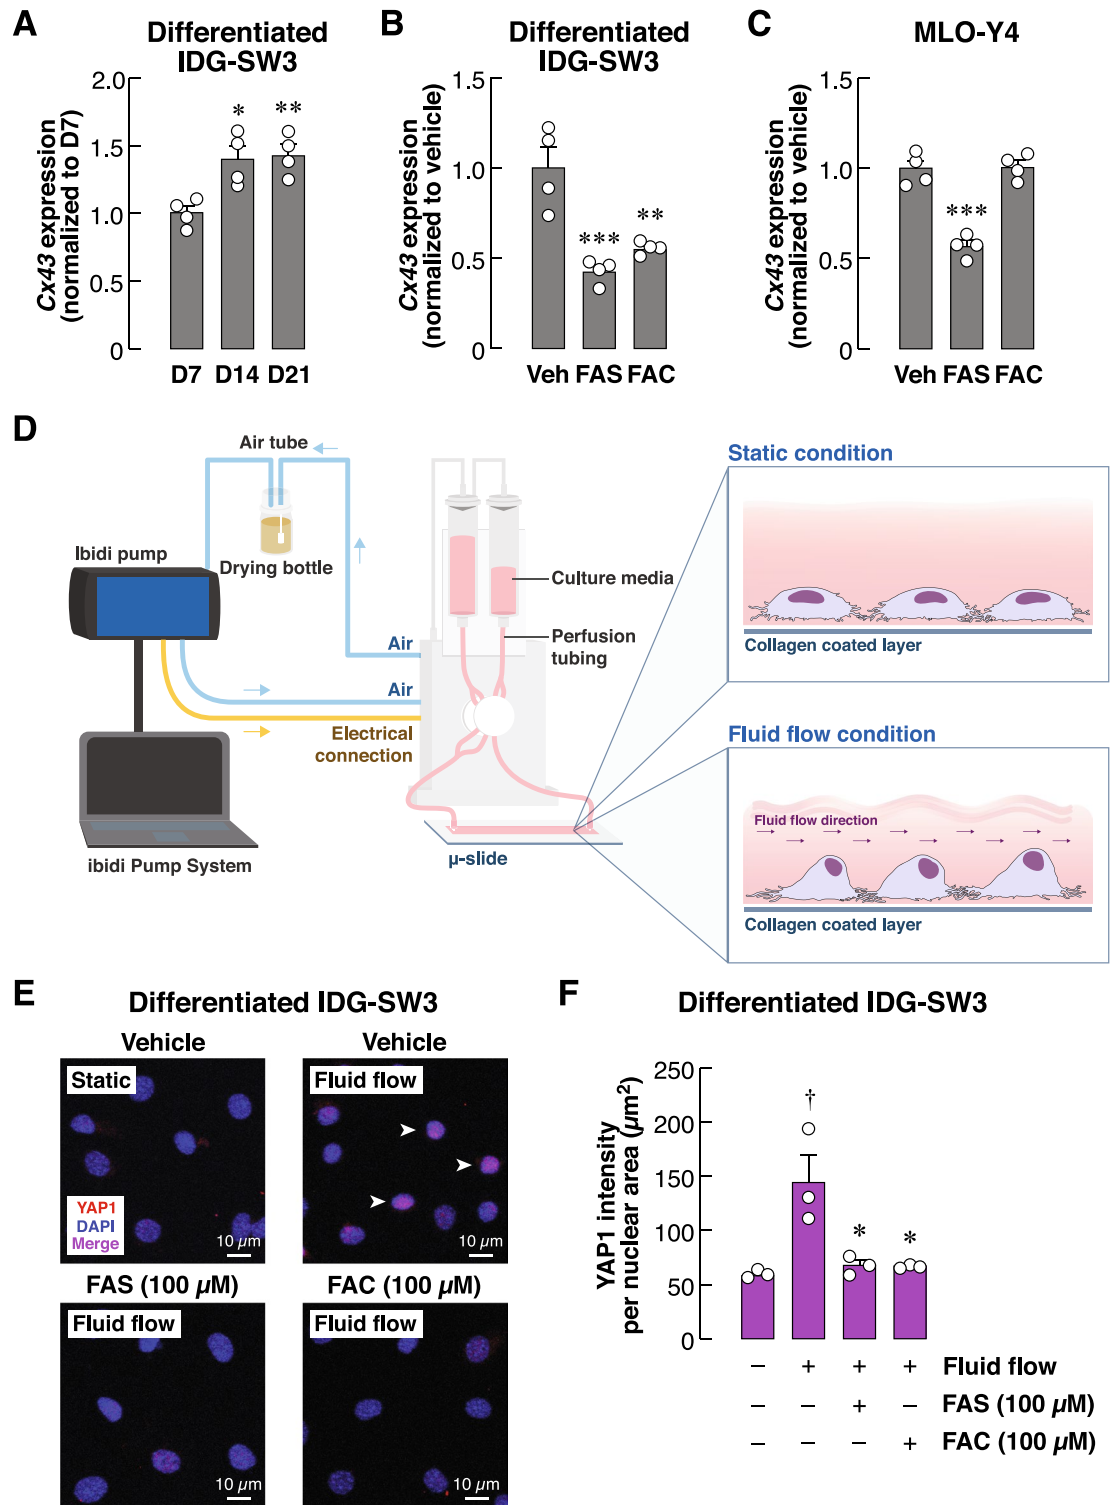 A
Differentiated
IDG-SW3
Cx43 expression
(normalized to D7)
2.0
1.5
1.0
0.5
0
*
**
D7 D14 D21
B
Differentiated
IDG-SW3
Cx43 expression
(normalized to vehicle)
1.5
1.0
0.5
0
***
**
Veh FAS FAC
C
MLO-Y4
Cx43 expression
(normalized to vehicle)
1.5
1.0
0.5
0
***
Veh FAS FAC
D
Air tube
Drying bottle
Ibidi pump
Air
Air
Electrical
connection
ibidi Pump System
Culture media
Perfusion
tubing
µ-slide
Static condition
Collagen coated layer
Fluid flow condition
Fluid flow direction
Collagen coated layer
E
Differentiated IDG-SW3
Vehicle
Static
YAP1
DAPI
Merge
10 µm
Vehicle
Fluid flow
10 µm
FAS (100 µM)
Fluid flow
10 µm
FAC (100 µM)
Fluid flow
10 µm
F
Differentiated IDG-SW3
YAP1 intensity
per nuclear area (µm²)
250
200
150
100
50
0
†
*
*
– + + + Fluid flow
– – + – FAS (100 µM)
– – – + FAC (100 µM)